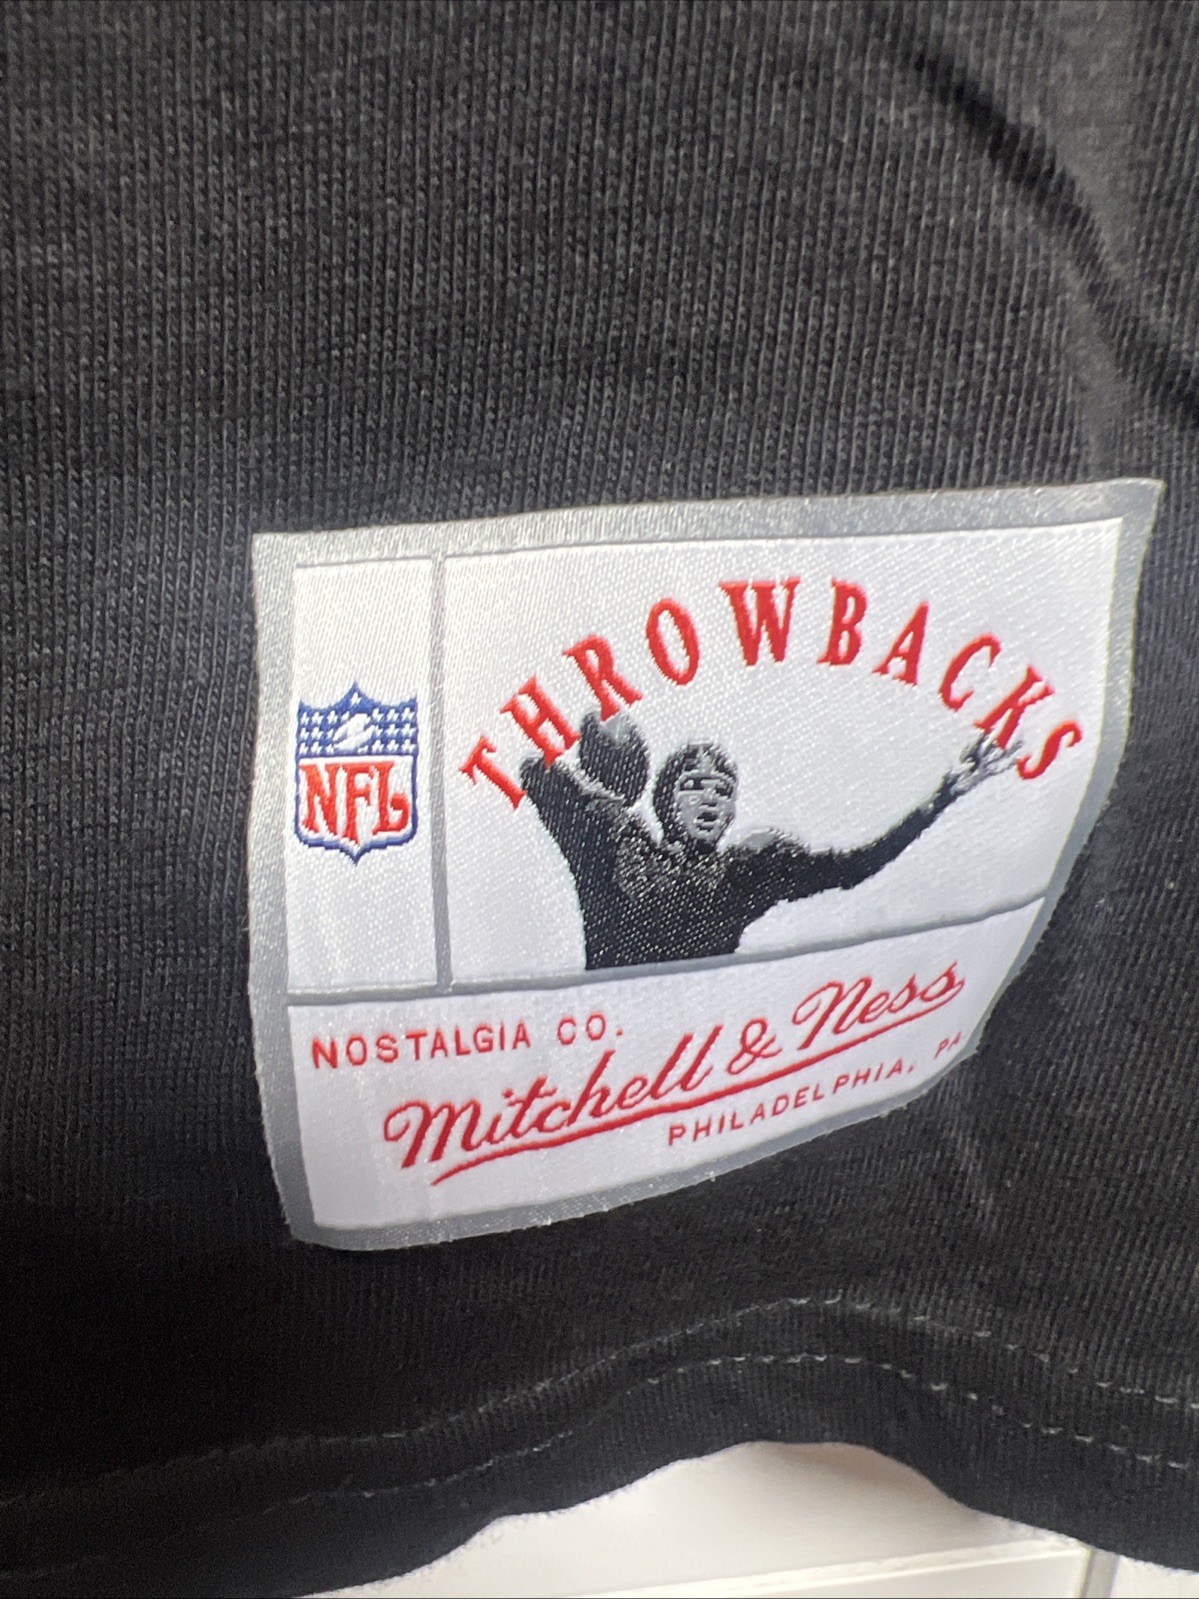 THROWBACKS
NFL
NOSTALGIA CO.
Mitchell & Ness
PHILADELPHIA, PA